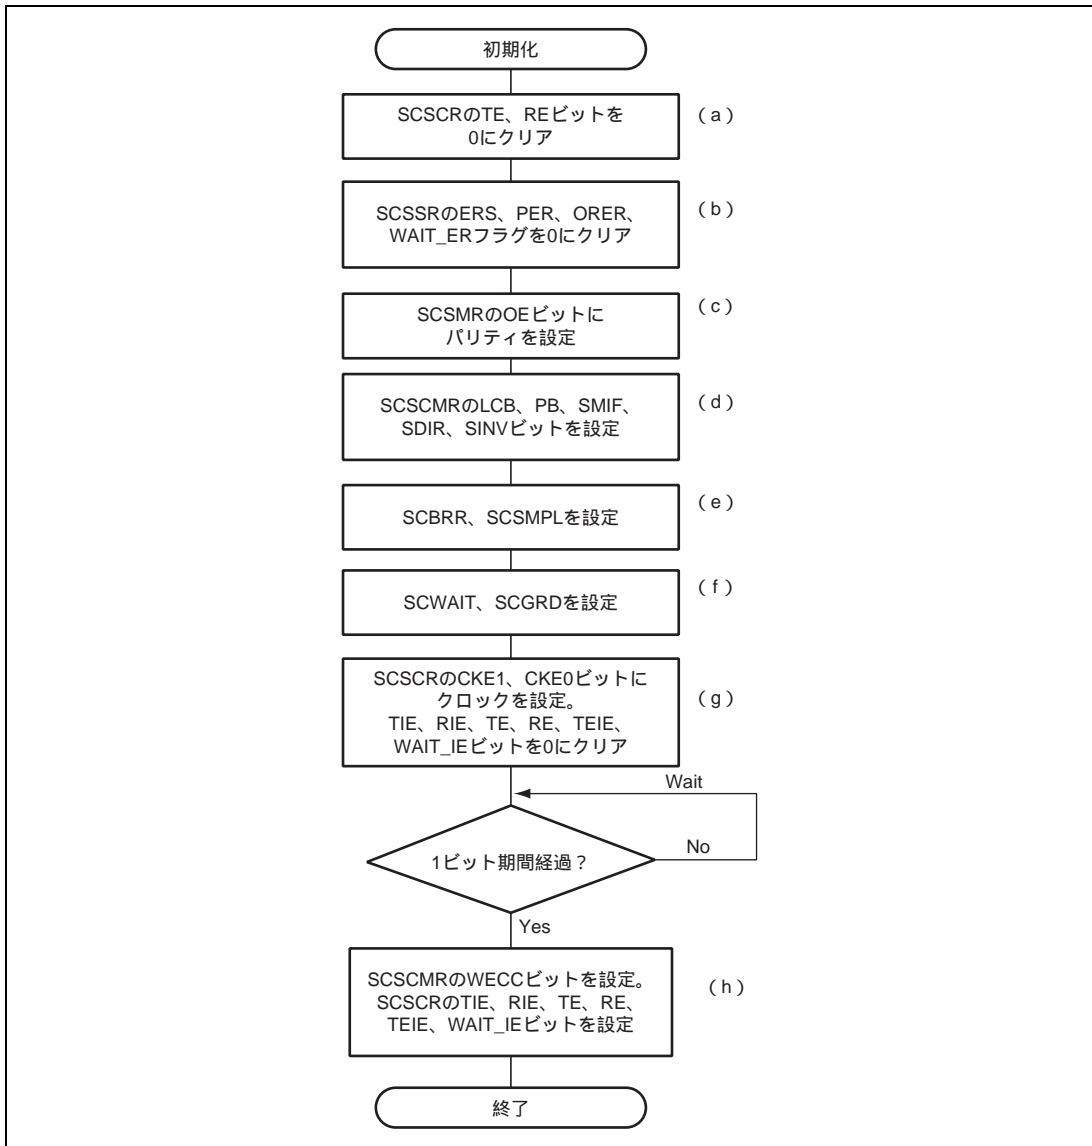 初期化
SCSCRのTE、REビットを
0にクリア
（a）
SCSSRのERS、PER、ORER、
WAIT_ERフラグを0にクリア
（b）
SCSMRのOEビットに
パリティを設定
（c）
SCSCMRのLCB、PB、SMIF、
SDIR、SINVビットを設定
（d）
SCBRR、SCSMPLを設定
（e）
SCWAIT、SCGRDを設定
（f）
SCSCRのCKE1、CKE0ビットに
クロックを設定。
TIE、RIE、TE、RE、TEIE、
WAIT_IEビットを0にクリア
（g）
Wait
1ビット期間経過？
No
Yes
SCSCMRのWECCビットを設定。
SCSCRのTIE、RIE、TE、RE、
TEIE、WAIT_IEビットを設定
（h）
終了